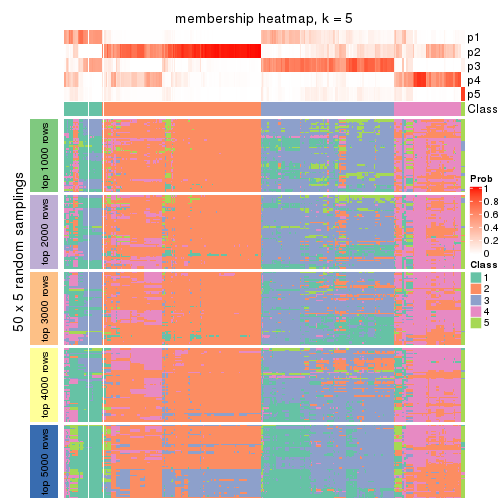 membership heatmap, k = 5
p1
p2
p3
p4
p5
Class
50 x 5 random samplings
top 1000 rows
top 2000 rows
top 3000 rows
top 4000 rows
top 5000 rows
Prob
1
0.8
0.6
0.4
0.2
0
Class
1
2
3
4
5